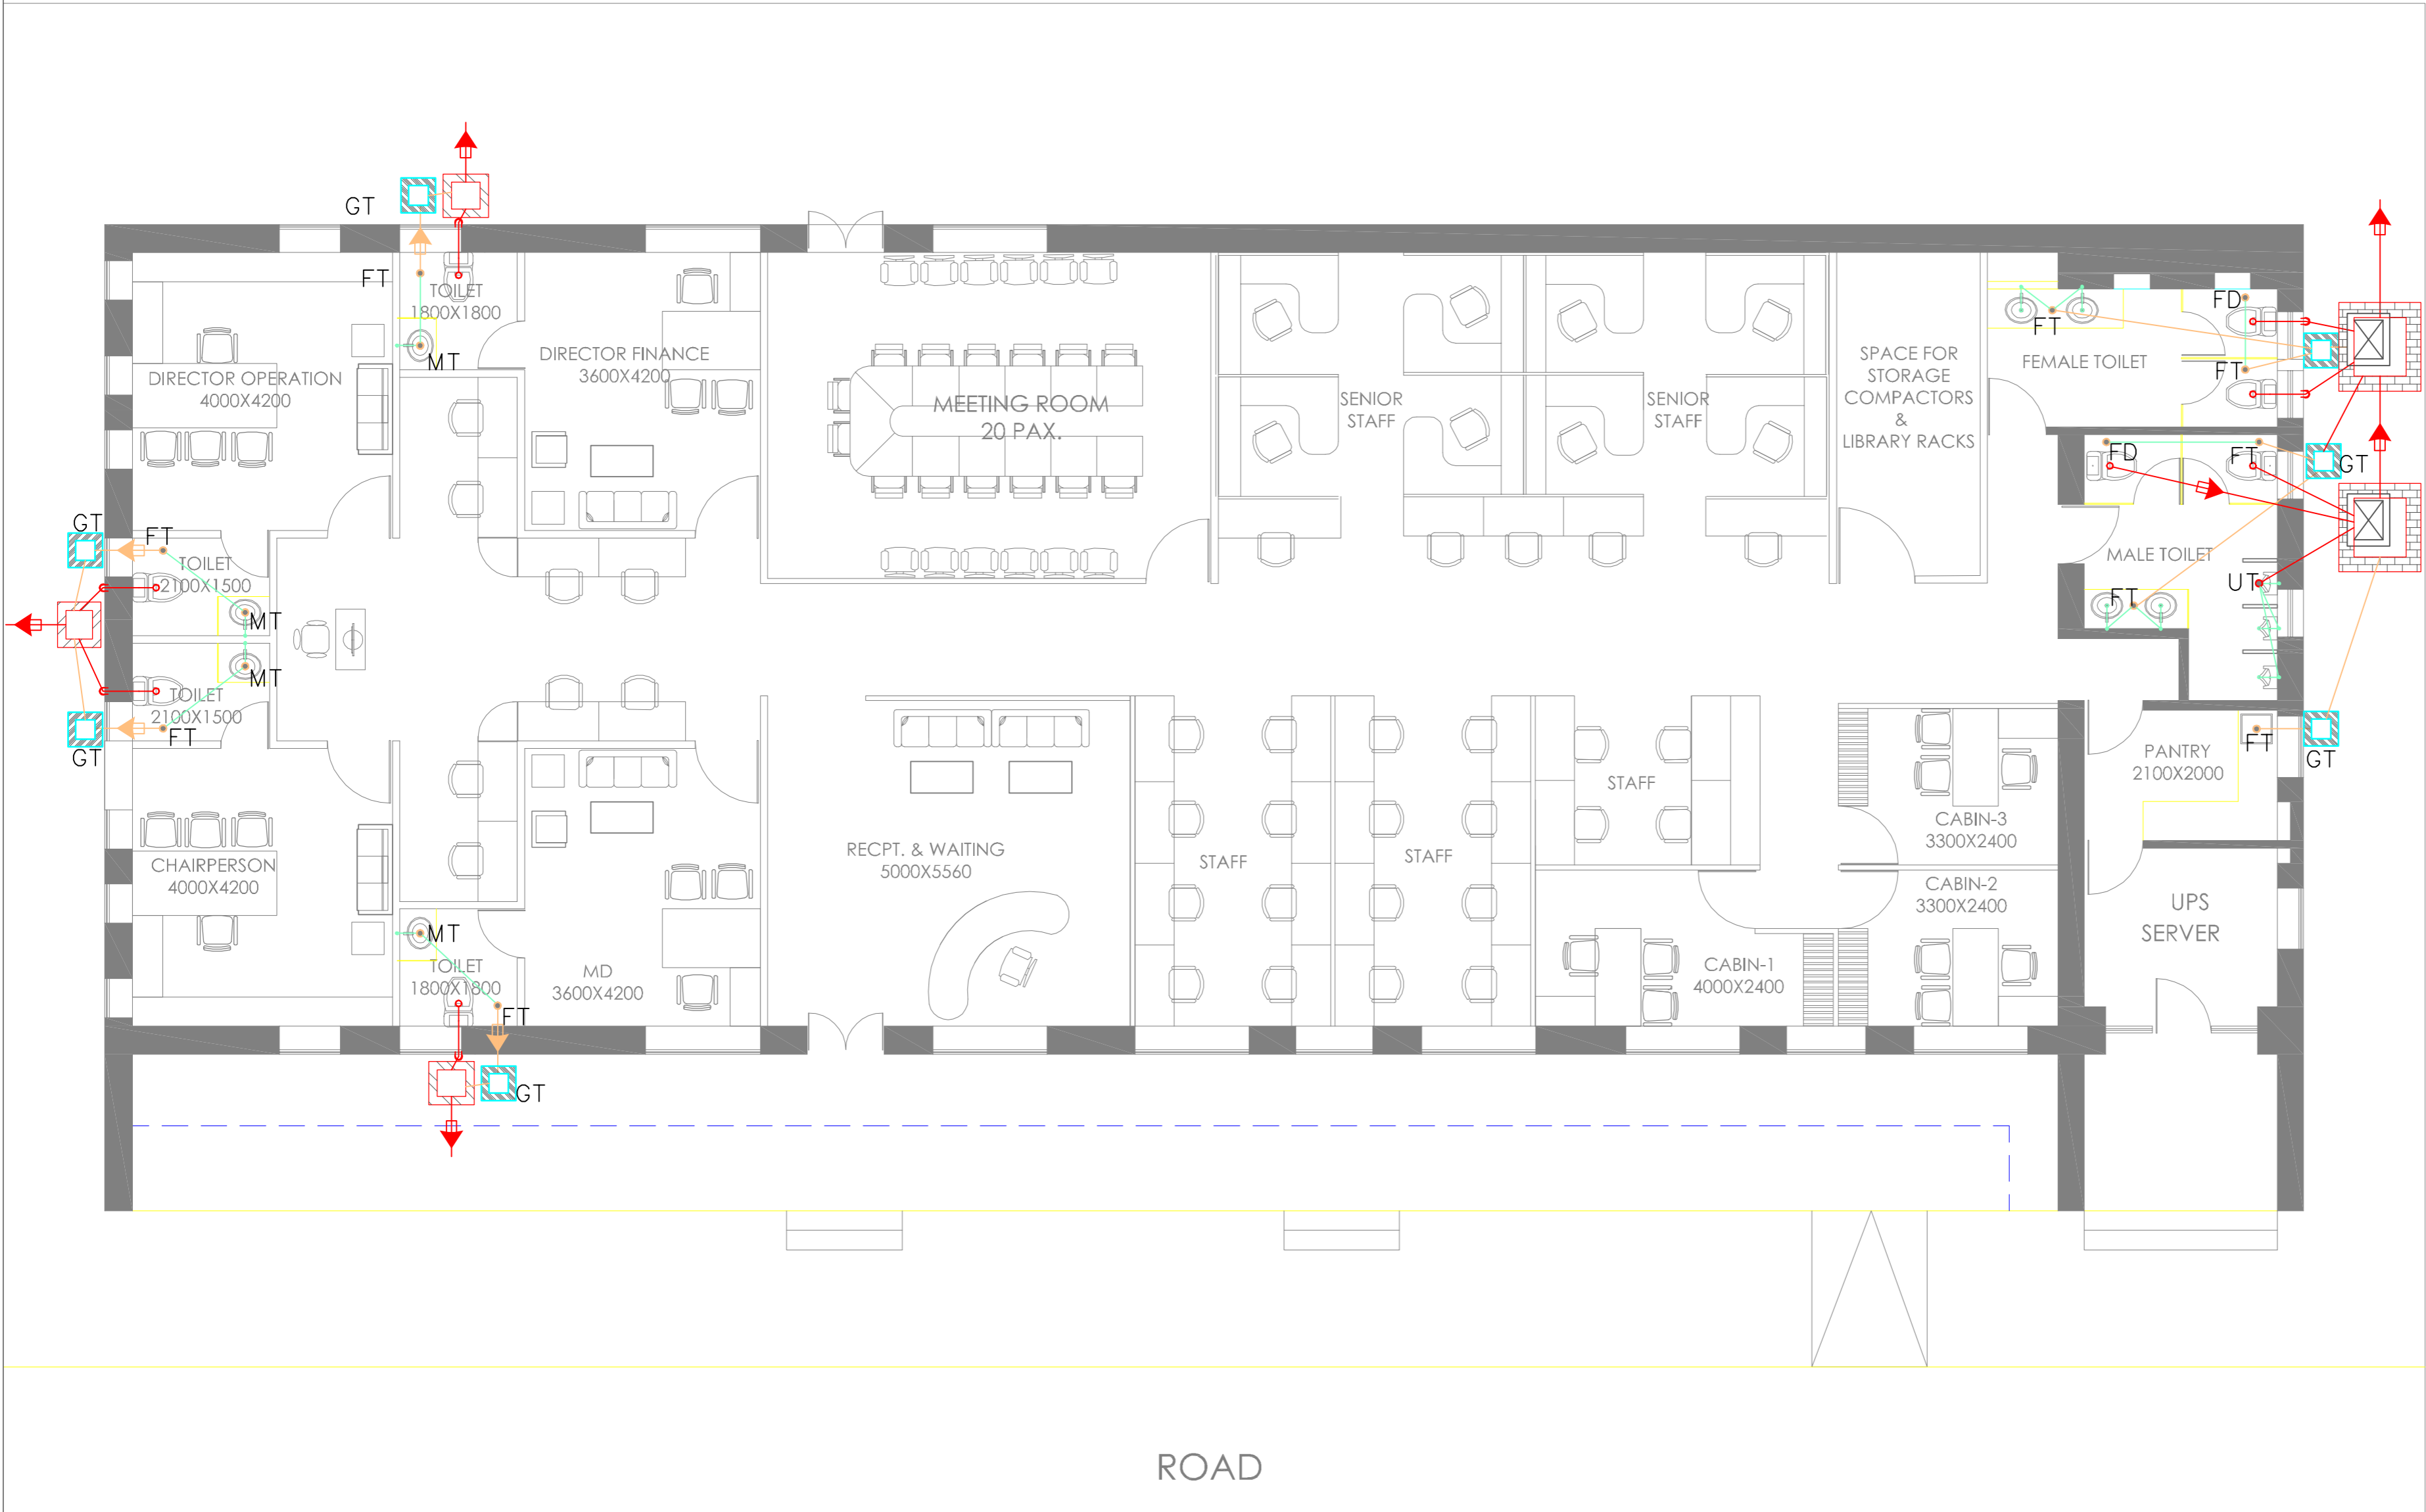 GT
FT
TOILET
1800X1800
MT
DIRECTOR OPERATION
4000X4200
DIRECTOR FINANCE
3600X4200
MEETING ROOM
20 PAX.
SENIOR
STAFF
SENIOR
STAFF
SPACE FOR
STORAGE
COMPACTORS
&
LIBRARY RACKS
FT
FD
FEMALE TOILET
FT
FD
FT
GT
MALE TOILET
UT
FT
GT
FT
TOILET
2100X1500
MT
MT
TOILET
2100X1500
FT
GT
FT
GT
PANTRY
2100X2000
STAFF
CABIN-3
3300X2400
RECPT. & WAITING
5000X5560
STAFF
STAFF
CHAIRPERSON
4000X4200
CABIN-2
3300X2400
UPS
SERVER
MT
TOILET
1800X1800
MD
3600X4200
CABIN-1
4000X2400
FT
GT
ROAD